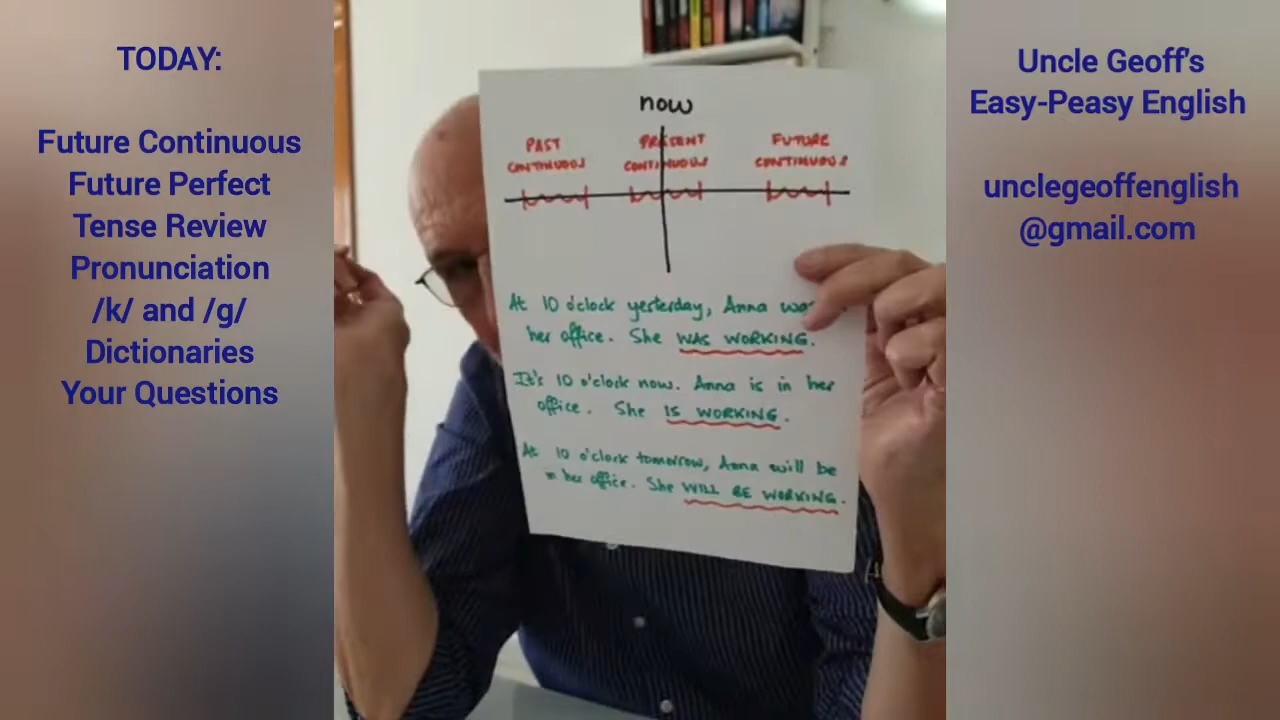 TODAY:
Future Continuous
Future Perfect
Tense Review
Pronunciation
/k/ and /g/
Dictionaries
Your Questions
now
PAST
CONTINUOUS
PRESENT
CONTINUOUS
FUTURE
CONTINUOUS
At 10 o'clock yesterday, Anna
her office. She WAS WORKING.
It's 10 o'clock now. Anna is in her
office. She IS WORKING.
At 10 o'clock tomorrow, Anna will be
in her office. She WILL BE WORKING.
Uncle Geoff's
Easy-Peasy English
unclegeoffenglish
@gmail.com